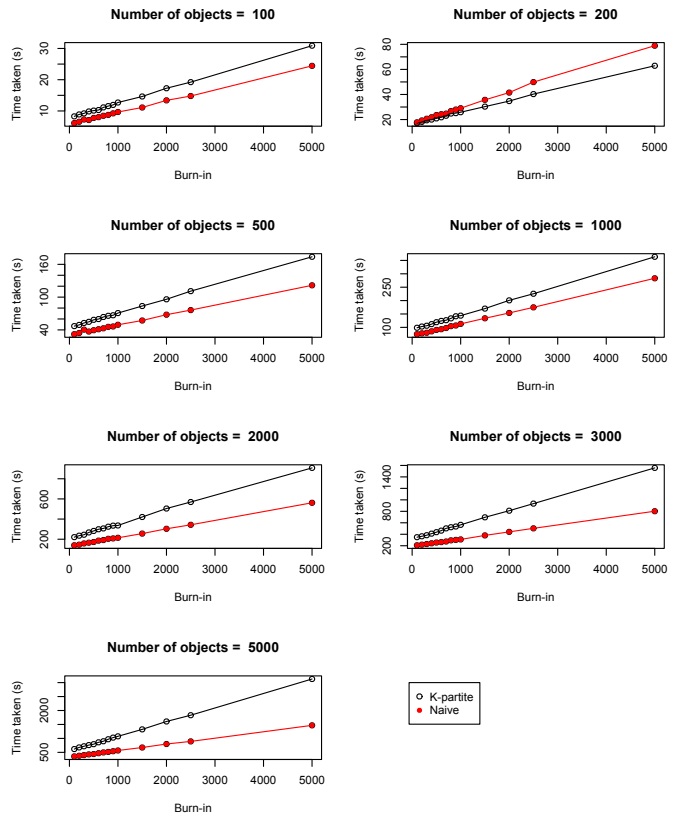 Number of objects = 100
Time taken (s)
10 20 30
0 1000 2000 3000 4000 5000
Burn-in
Number of objects = 200
Time taken (s)
20 40 60 80
0 1000 2000 3000 4000 5000
Burn-in
Number of objects = 500
Time taken (s)
40 100 160
0 1000 2000 3000 4000 5000
Burn-in
Number of objects = 1000
Time taken (s)
100 250
0 1000 2000 3000 4000 5000
Burn-in
Number of objects = 2000
Time taken (s)
200 600
0 1000 2000 3000 4000 5000
Burn-in
Number of objects = 3000
Time taken (s)
200 800 1400
0 1000 2000 3000 4000 5000
Burn-in
Number of objects = 5000
Time taken (s)
500 2000
0 1000 2000 3000 4000 5000
Burn-in
K-partite
Naive